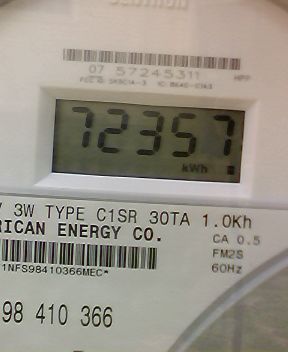 07 57245311
HPP
72357
kWh
V 3W TYPE C1SR 30TA 1.0Kh
RICAN ENERGY CO.
CA 0.5
FM2S
60Hz
1NFS98410366MEC*
98 410 366